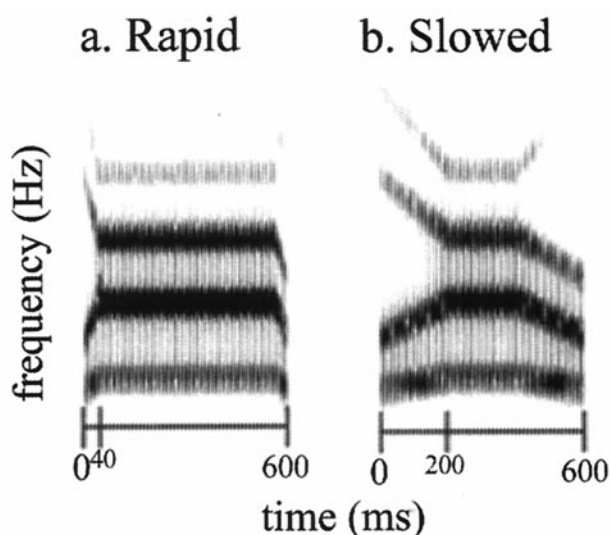 a. Rapid
b. Slowed
frequency (Hz)
0 40 600
0 200 600
time (ms)